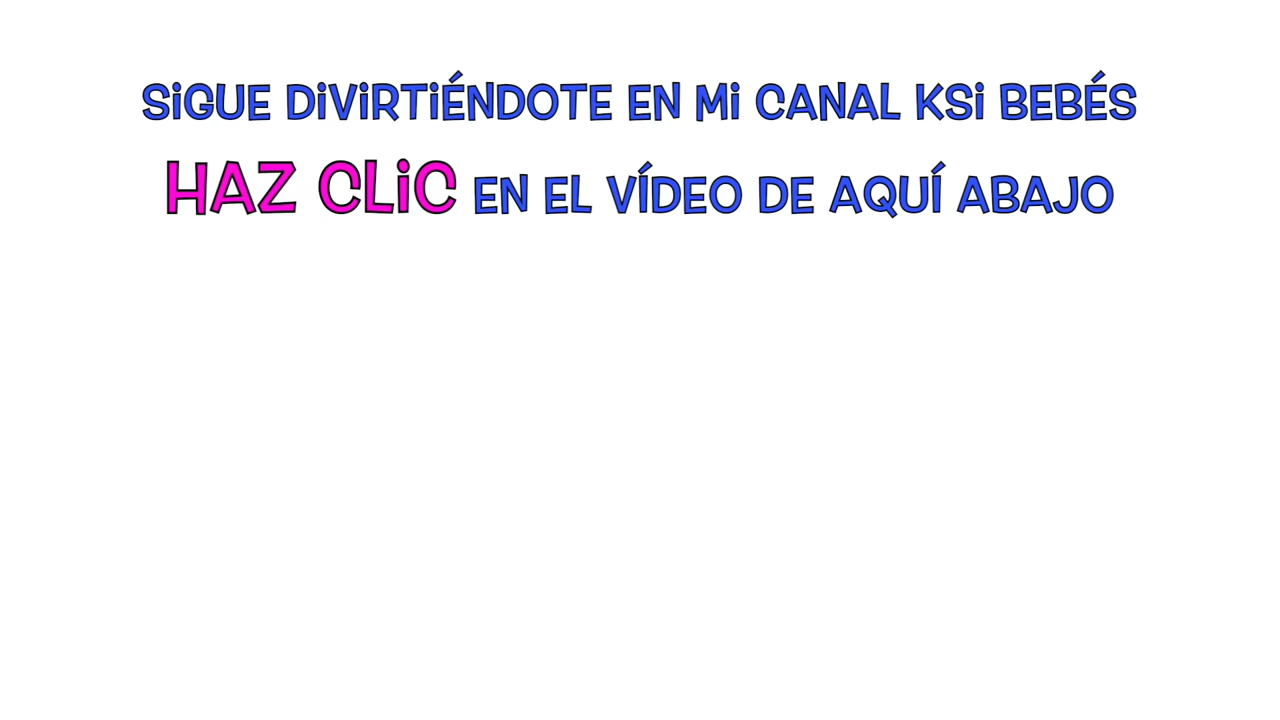 SiGUE DiViRTiÉNDOTE EN Mi CANAL KSi BEBÉS
HAZ CLiC EN EL VÍDEO DE AQUÍ ABAJO